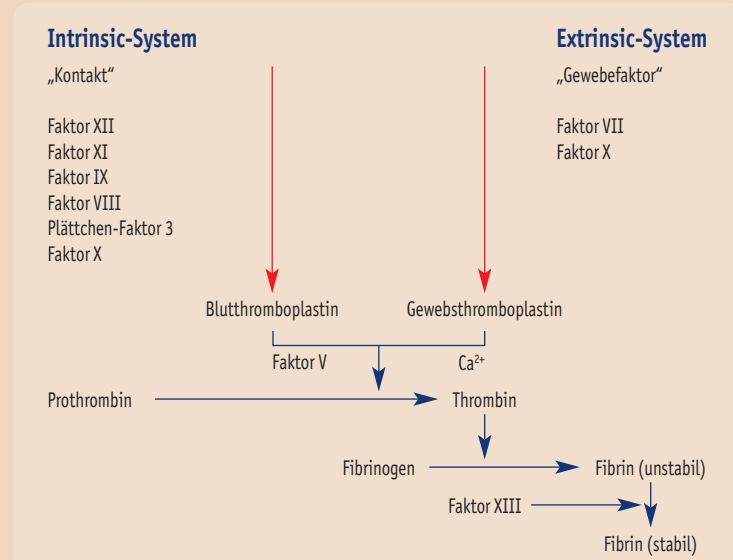 Intrinsic-System
„Kontakt“
Faktor XII
Faktor XI
Faktor IX
Faktor VIII
Plättchen-Faktor 3
Faktor X
Extrinsic-System
„Gewebefaktor“
Faktor VII
Faktor X
Blutthromboplastin
Gewebsthromboplastin
Faktor V
Ca²⁺
Prothrombin
Thrombin
Fibrinogen
Fibrin (unstabil)
Faktor XIII
Fibrin (stabil)